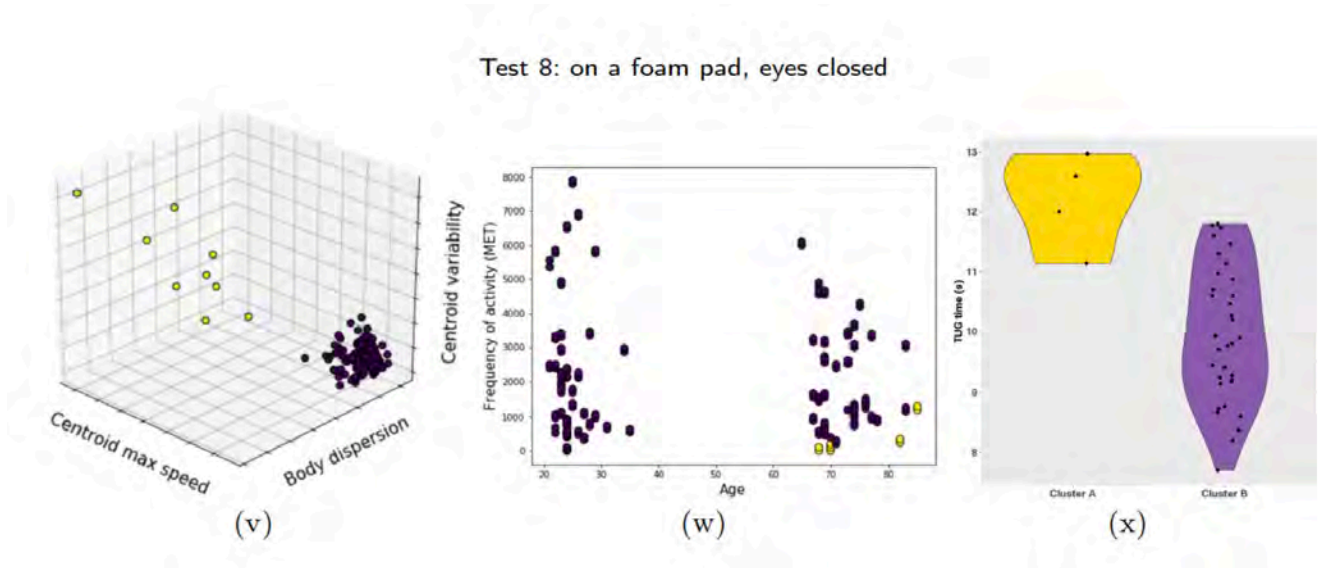 Test 8: on a foam pad, eyes closed
Centroid max speed
Body dispersion
Centroid variability
(v)
Frequency of activity (MET)
8000
7000
6000
5000
4000
3000
2000
1000
0
20 30 40 50 60 70 80
Age
(w)
TUG time (s)
13
12
11
10
9
8
Cluster A Cluster B
(x)